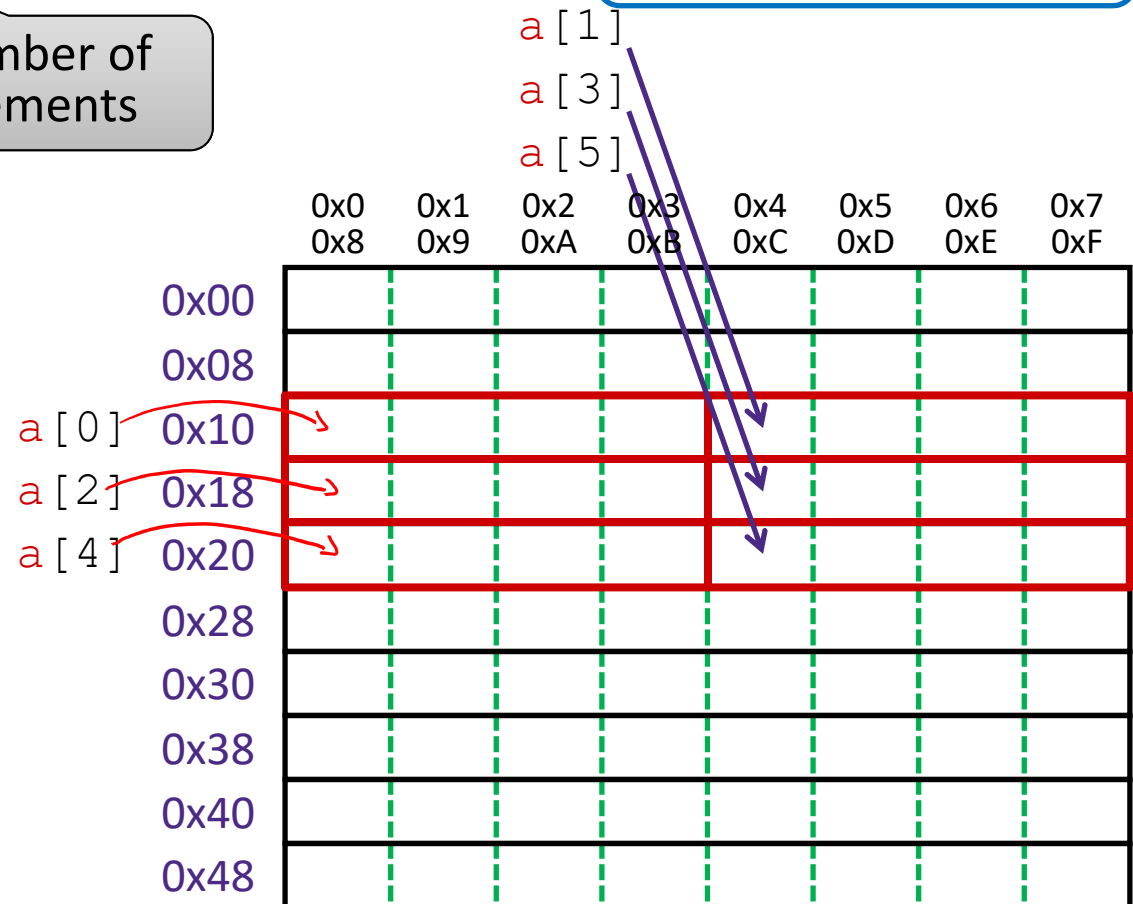 a[1]
mber of
ements
a[3]
a[5]
0x0 0x1 0x2 0x3 0x4 0x5 0x6 0x7
0x8 0x9 0xA 0xB 0xC 0xD 0xE 0xF
0x00
0x08
a[0] 0x10
a[2] 0x18
a[4] 0x20
0x28
0x30
0x38
0x40
0x48